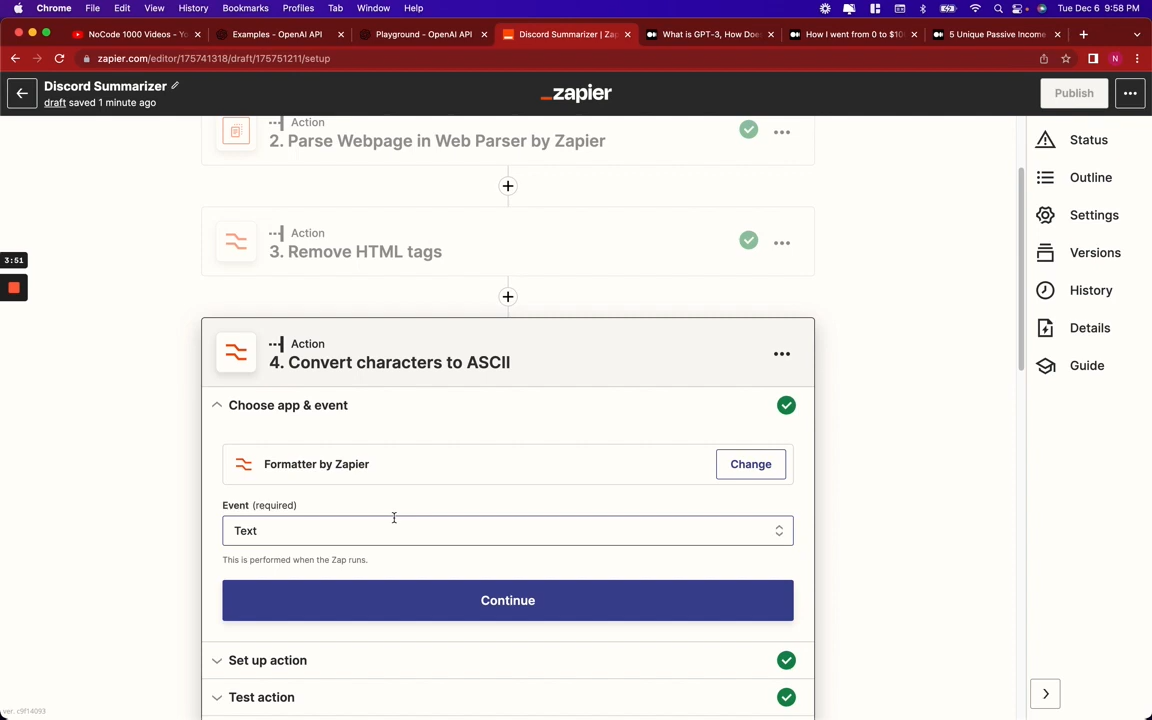 Chrome File Edit View History Bookmarks Profiles Tab Window Help Tue Dec 6 9:58 PM
NoCode 1000 Videos - Yo Examples - OpenAI API Playground - OpenAI API Discord Summarizer | Zap What is GPT-3, How Does How I went from 0 to $10 5 Unique Passive Income
zapier.com/editor/175741318/draft/175751211/setup N
Discord Summarizer
draft saved 1 minute ago
_zapier
Publish
Action
2. Parse Webpage in Web Parser by Zapier
Action
3. Remove HTML tags
Action
4. Convert characters to ASCII
Choose app & event
Formatter by Zapier
Change
Event (required)
Text
This is performed when the Zap runs.
Continue
Set up action
Test action
Status
Outline
Settings
Versions
History
Details
Guide
3:51
ver. c9f14093